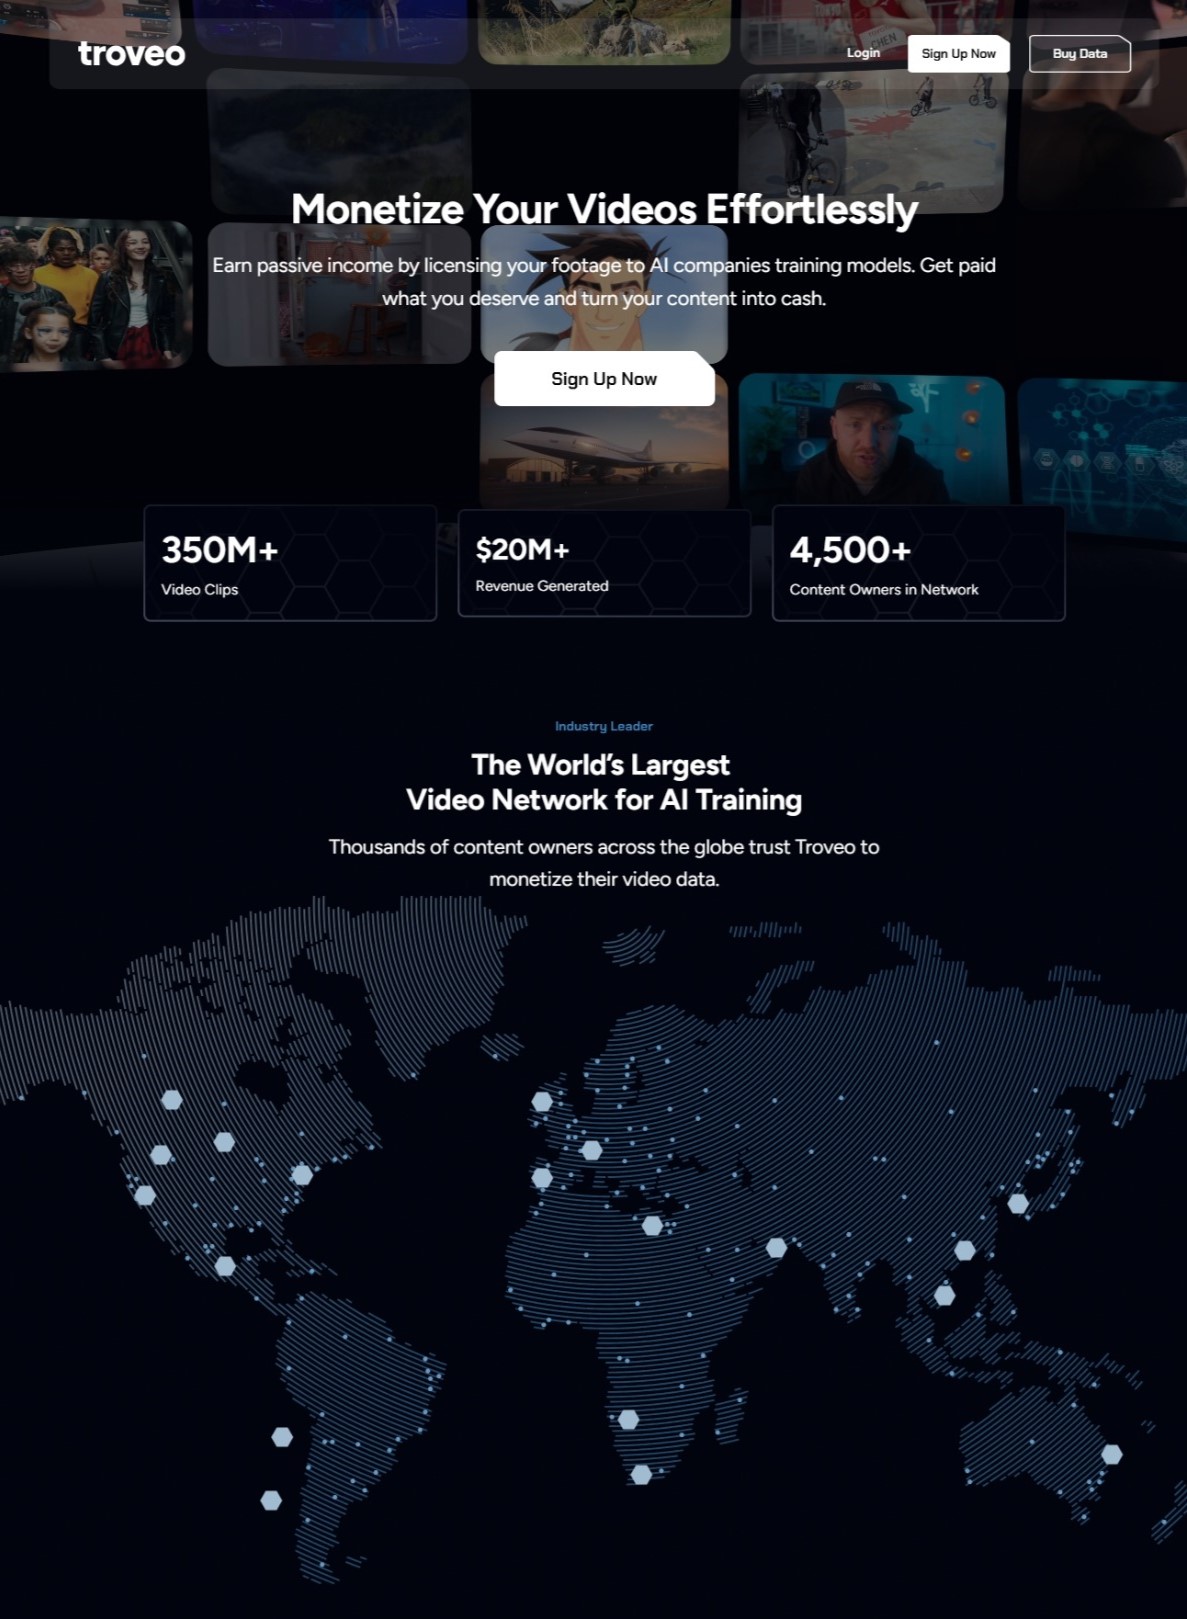 troveo
Login
Sign Up Now
Buy Data
Monetize Your Videos Effortlessly
Earn passive income by licensing your footage to AI companies training models. Get paid
what you deserve and turn your content into cash.
Sign Up Now
350M+
Video Clips
$20M+
Revenue Generated
4,500+
Content Owners in Network
Industry Leader
The World’s Largest
Video Network for AI Training
Thousands of content owners across the globe trust Troveo to
monetize their video data.